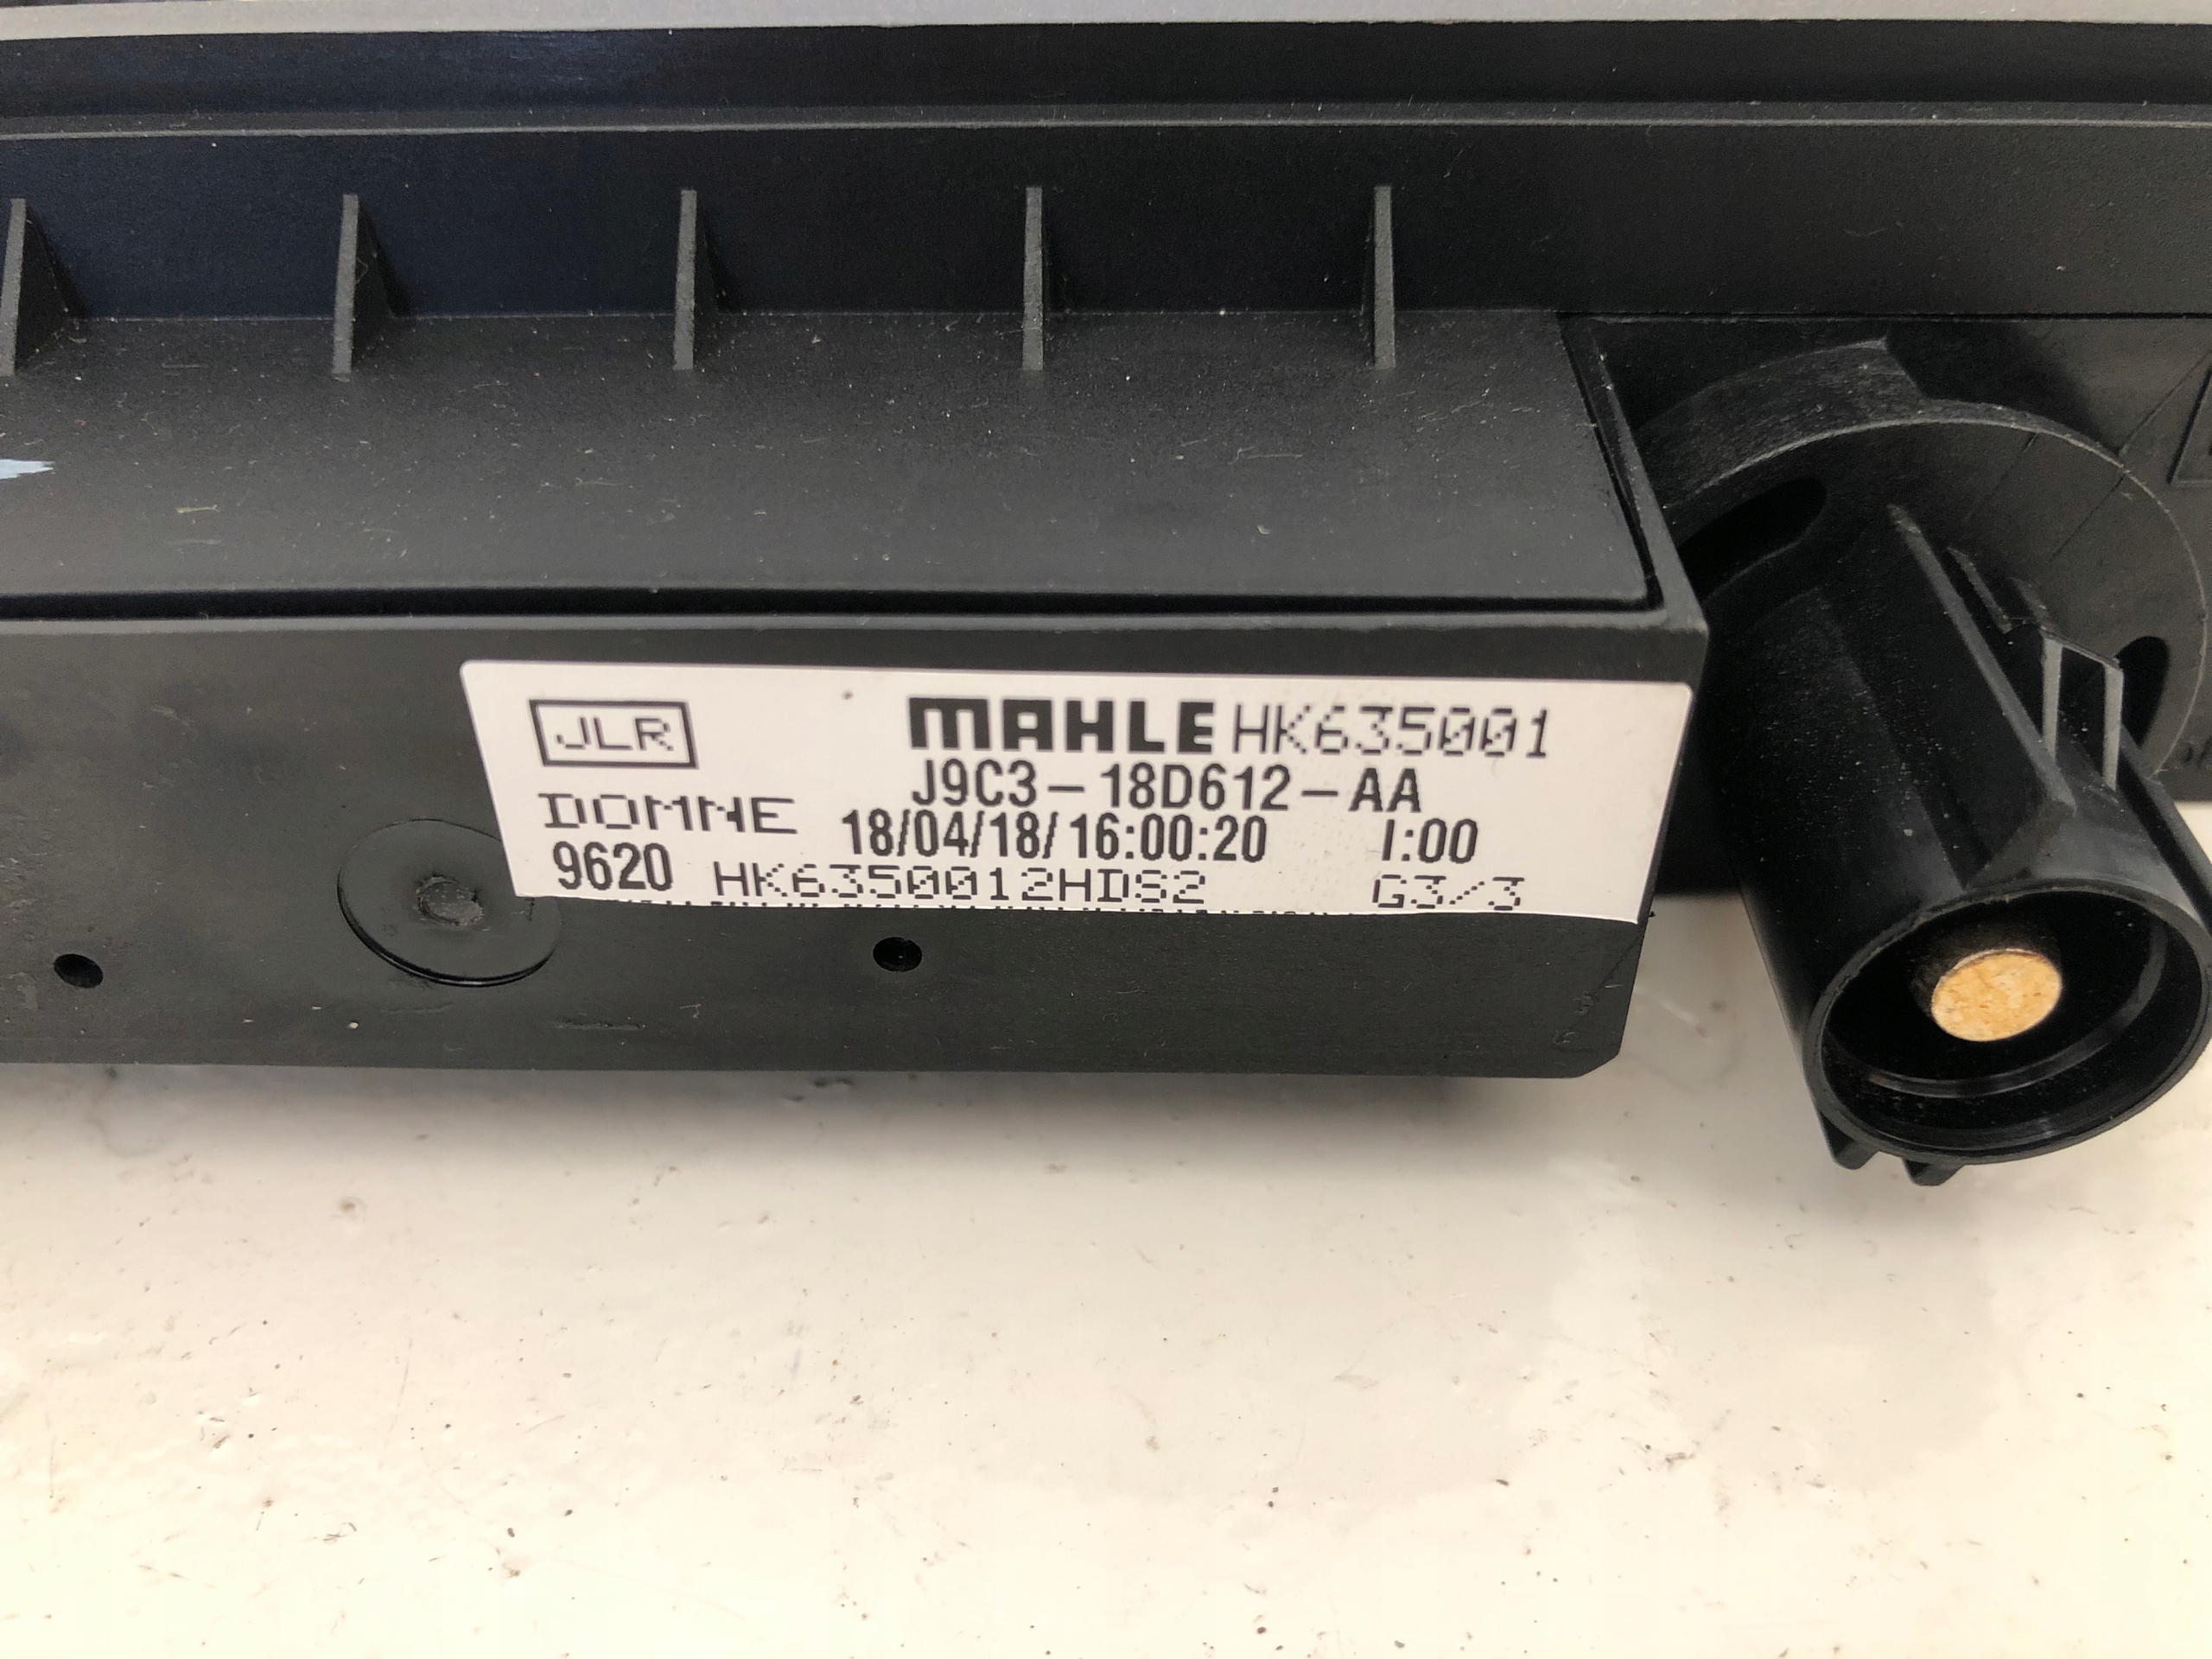 JLR
MAHLE HK635001
J9C3-18D612-AA
DOMNE
18/04/18/16:00:20 I:00
9620 HK6350012HDS2 G3/3